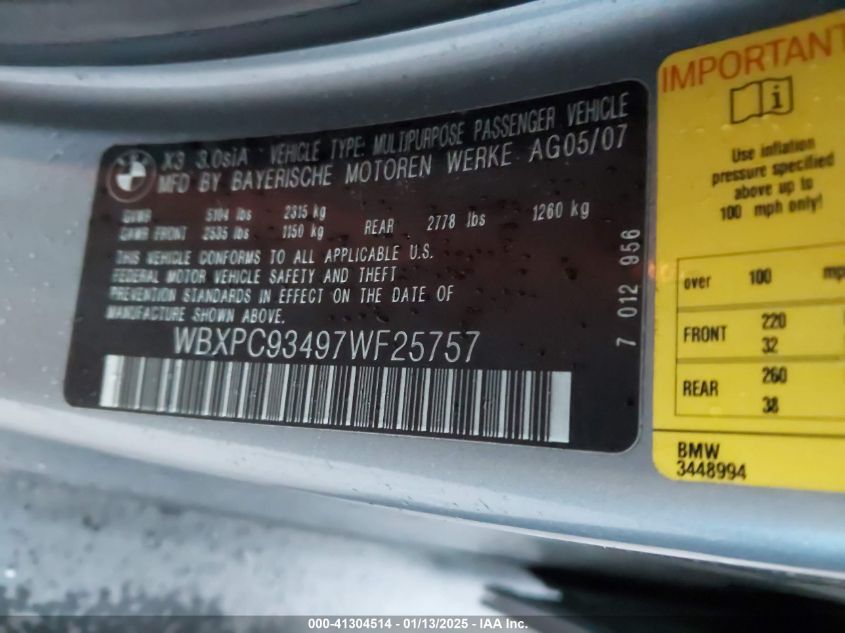 BMW
X3 3.0siA VEHICLE TYPE: MULTIPURPOSE PASSENGER VEHICLE
MFD BY BAYERISCHE MOTOREN WERKE AG05/07
GVWR 5104 lbs 2315 kg
GAWR FRONT 2535 lbs 1150 kg REAR 2778 lbs 1260 kg
THIS VEHICLE CONFORMS TO ALL APPLICABLE U.S.
FEDERAL MOTOR VEHICLE SAFETY AND THEFT
PREVENTION STANDARDS IN EFFECT ON THE DATE OF
MANUFACTURE SHOWN ABOVE.
WBXPC93497WF25757
7 012 956
IMPORTANT
i
Use inflation
pressure specified
above up to
100 mph only!
over 100 mp
FRONT 220
32
REAR 260
38
BMW
3448994
000-41304514 - 01/13/2025 - IAA Inc.